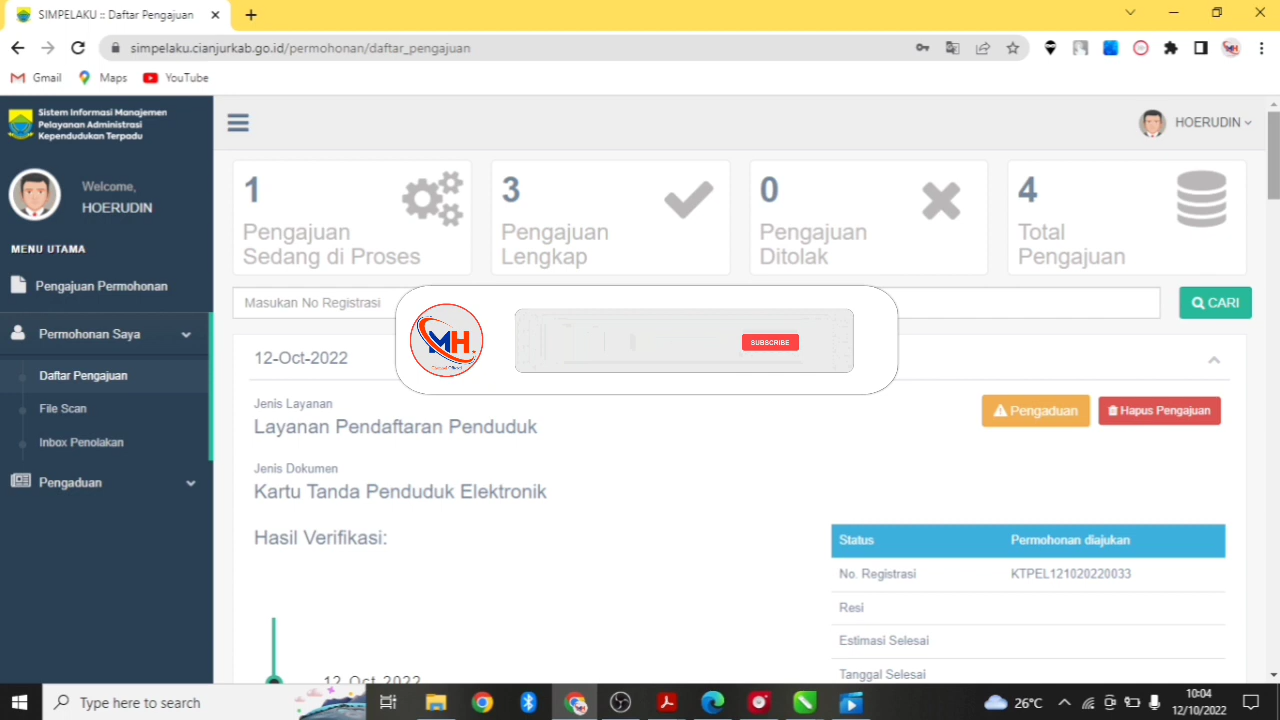 SIMPELAKU :: Daftar Pengajuan
simpelaku.cianjurkab.go.id/permohonan/daftar_pengajuan
Gmail
Maps
YouTube
Sistem Informasi Manajemen
Pelayanan Administrasi
Kependudukan Terpadu
Welcome,
HOERUDIN
MENU UTAMA
Pengajuan Permohonan
Permohonan Saya
Daftar Pengajuan
File Scan
Inbox Penolakan
Pengaduan
HOERUDIN
1
Pengajuan
Sedang di Proses
3
Pengajuan
Lengkap
0
Pengajuan
Ditolak
4
Total
Pengajuan
Masukan No Registrasi
CARI
MH
SUBSCRIBE
12-Oct-2022
Jenis Layanan
Layanan Pendaftaran Penduduk
Pengaduan
Hapus Pengajuan
Jenis Dokumen
Kartu Tanda Penduduk Elektronik
Hasil Verifikasi:
12 Oct 2022
Status Permohonan diajukan
No. Registrasi KTPEL121020220033
Resi
Estimasi Selesai
Tanggal Selesai
Type here to search
26°C
10:04
12/10/2022